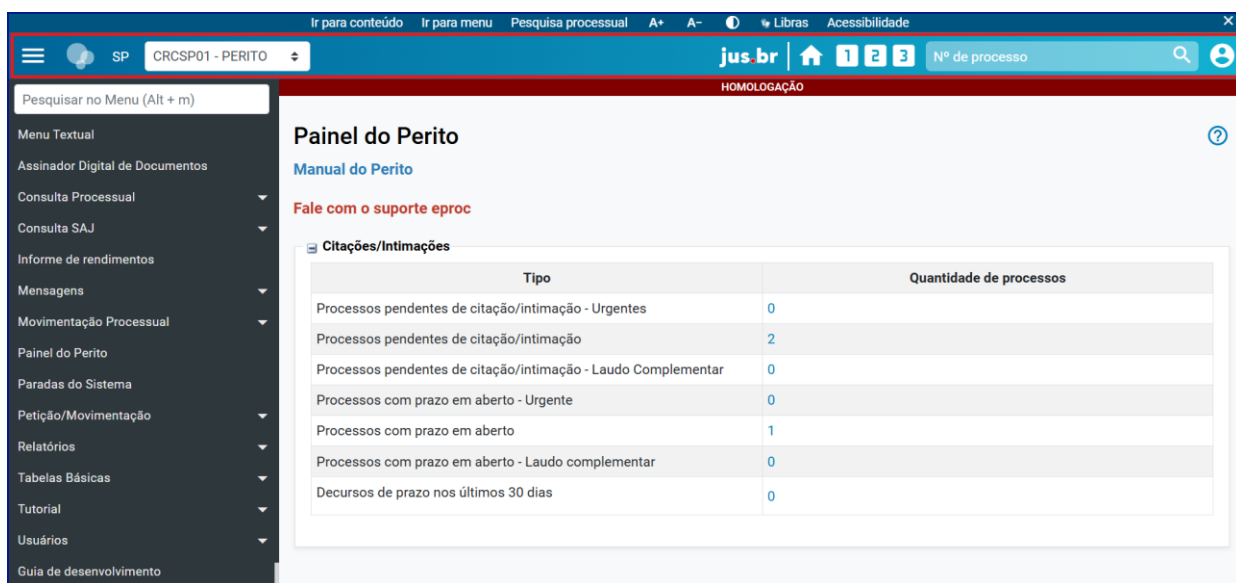 Ir para conteúdo Ir para menu Pesquisa processual A+ A- Libras Acessibilidade ×
SP CRCSP01 - PERITO jus.br 1 2 3 Nº de processo
Pesquisar no Menu (Alt + m)
HOMOLOGAÇÃO
Menu Textual
Assinador Digital de Documentos
Consulta Processual
Consulta SAJ
Informe de rendimentos
Mensagens
Movimentação Processual
Painel do Perito
Paradas do Sistema
Petição/Movimentação
Relatórios
Tabelas Básicas
Tutorial
Usuários
Guia de desenvolvimento
Painel do Perito ?
Manual do Perito
Fale com o suporte eproc
Citações/Intimações
Tipo Quantidade de processos
Processos pendentes de citação/intimação - Urgentes 0
Processos pendentes de citação/intimação 2
Processos pendentes de citação/intimação - Laudo Complementar 0
Processos com prazo em aberto - Urgente 0
Processos com prazo em aberto 1
Processos com prazo em aberto - Laudo complementar 0
Decursos de prazo nos últimos 30 dias 0